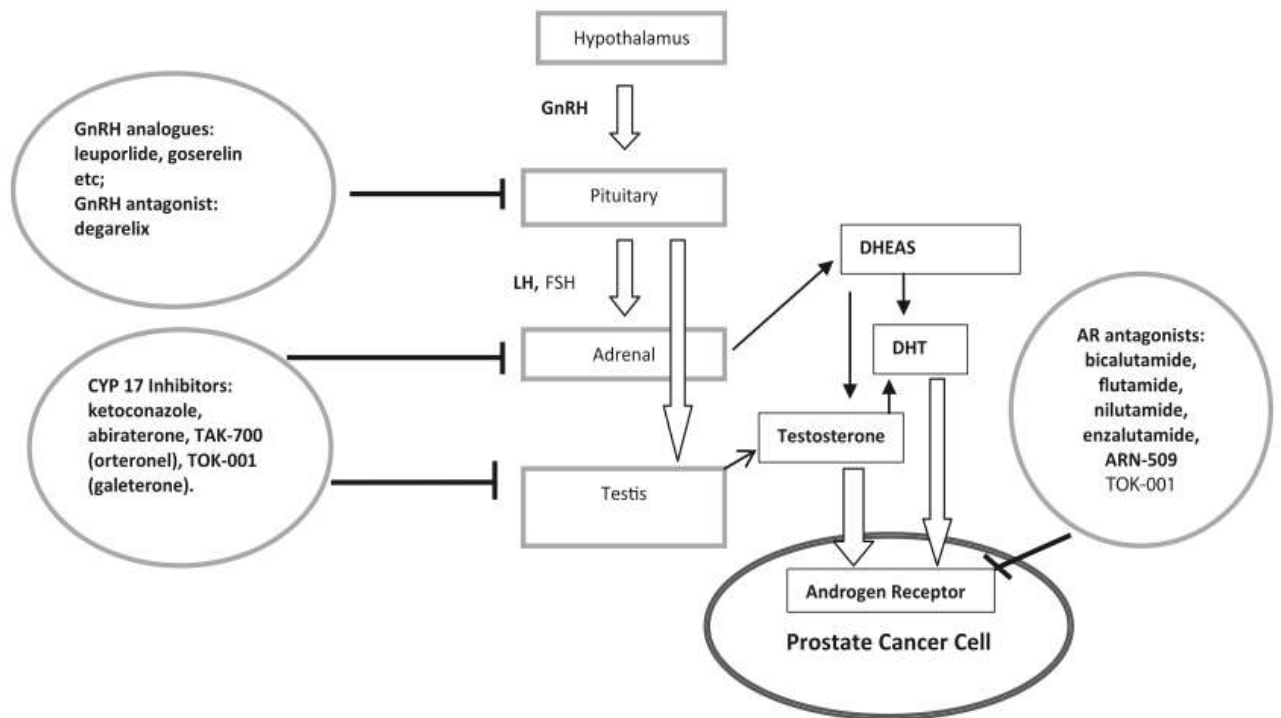 Hypothalamus
GnRH
GnRH analogues:
leuporlide, goserelin
etc;
GnRH antagonist:
degarelix
Pituitary
LH, FSH
DHEAS
Adrenal
DHT
CYP 17 Inhibitors:
ketoconazole,
abiraterone, TAK-700
(orteronel), TOK-001
(galeterone).
Testosterone
Testis
AR antagonists:
bicalutamide,
flutamide,
nilutamide,
enzalutamide,
ARN-509
TOK-001
Androgen Receptor
Prostate Cancer Cell